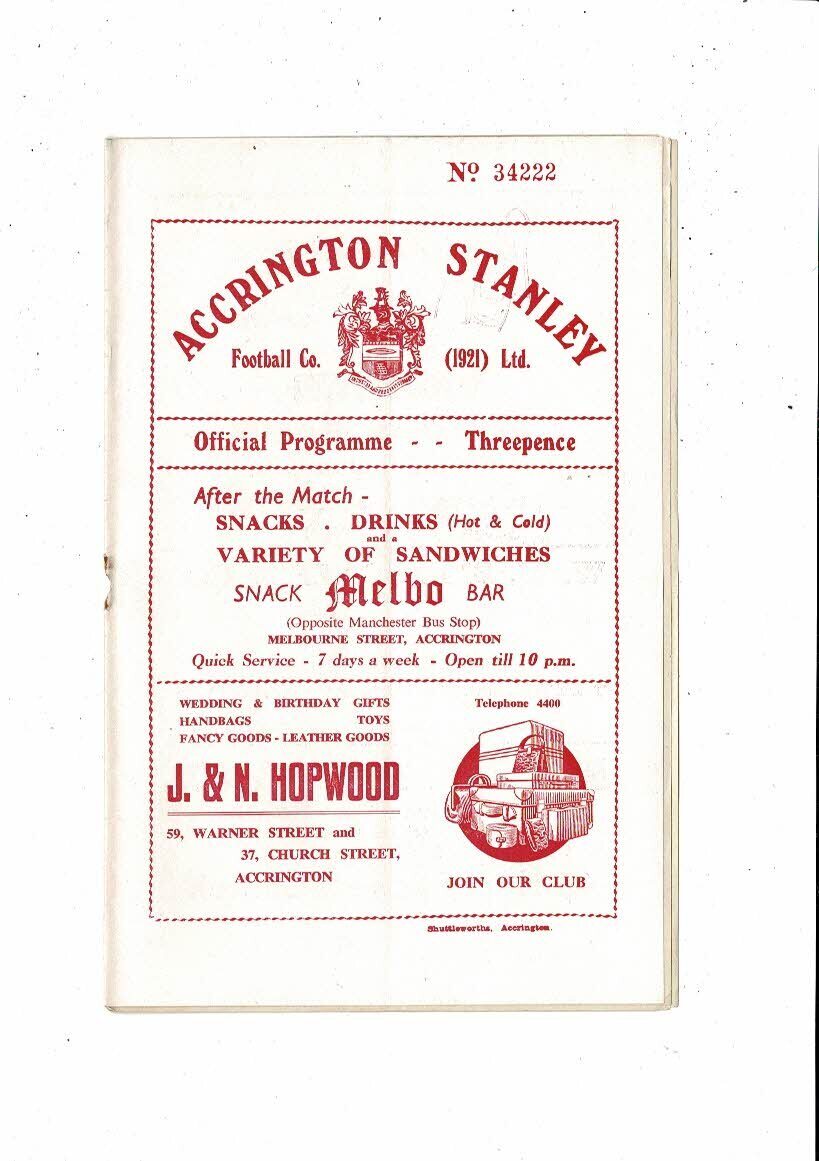 Nº 34222
ACCRINGTON STANLEY
Football Co. (1921) Ltd.
Official Programme - - Threepence
After the Match -
SNACKS . DRINKS (Hot & Cold)
and a
VARIETY OF SANDWICHES
SNACK Melbo BAR
(Opposite Manchester Bus Stop)
MELBOURNE STREET, ACCRINGTON
Quick Service - 7 days a week - Open till 10 p.m.
WEDDING & BIRTHDAY GIFTS
HANDBAGS TOYS
FANCY GOODS - LEATHER GOODS
J. & N. HOPWOOD
59, WARNER STREET and
37, CHURCH STREET,
ACCRINGTON
Telephone 4400
JOIN OUR CLUB
Shuttleworths, Accrington.